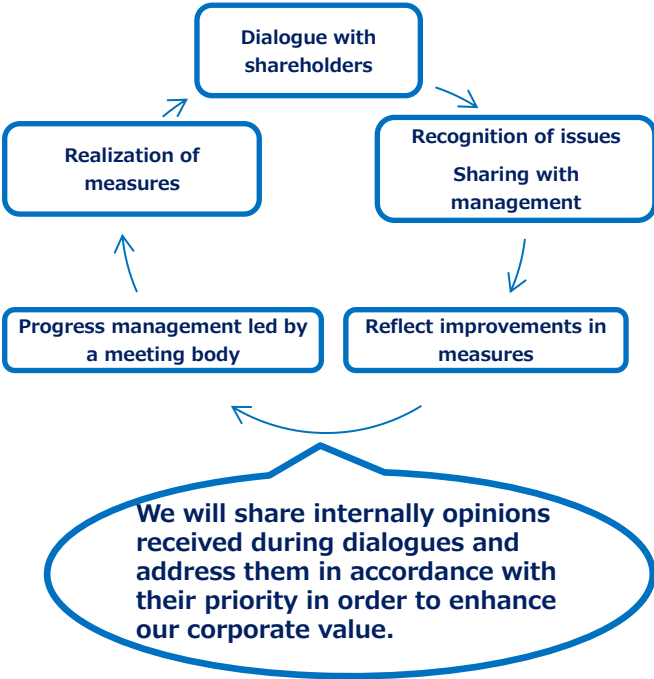 Dialogue with
shareholders
Recognition of issues
Sharing with
management
Reflect improvements in
measures
Progress management led by
a meeting body
Realization of
measures
We will share internally opinions
received during dialogues and
address them in accordance with
their priority in order to enhance
our corporate value.